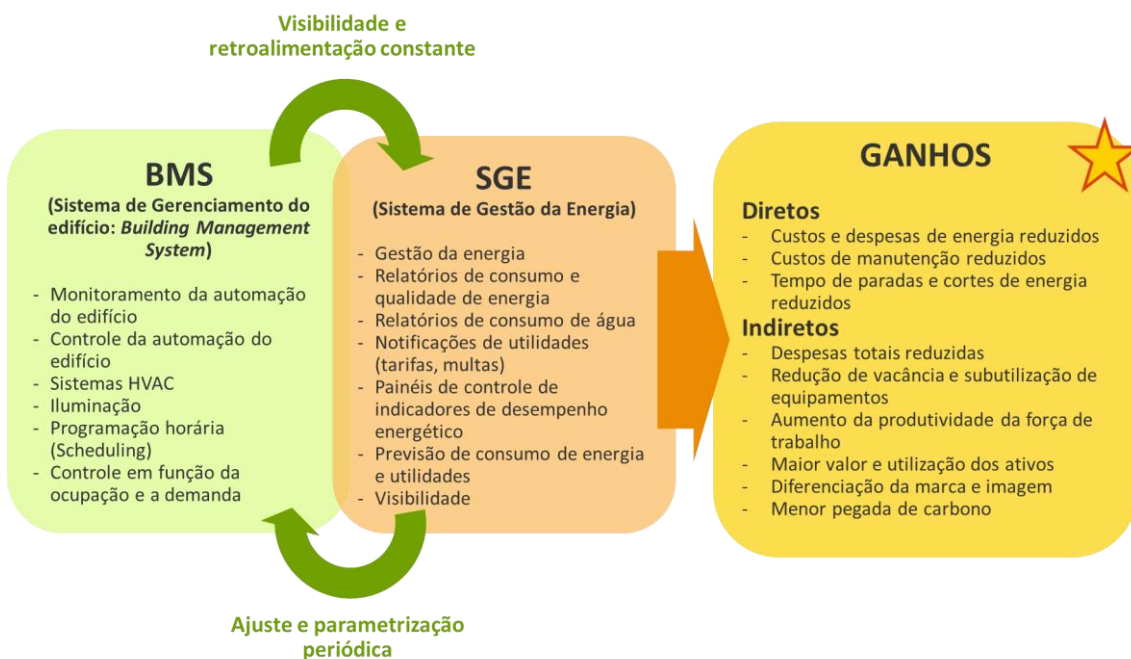 Visibilidade e
retroalimentação constante
BMS
(Sistema de Gerenciamento do
edifício: Building Management
System)
- Monitoramento da automação
do edifício
- Controle da automação do
edifício
- Sistemas HVAC
- Iluminação
- Programação horária
(Scheduling)
- Controle em função da
ocupação e a demanda
SGE
(Sistema de Gestão da Energia)
- Gestão da energia
- Relatórios de consumo e
qualidade de energia
- Relatórios de consumo de água
- Notificações de utilidades
(tarifas, multas)
- Painéis de controle de
indicadores de desempenho
energético
- Previsão de consumo de energia
e utilidades
- Visibilidade
Ajuste e parametrização
periódica
GANHOS
Diretos
- Custos e despesas de energia reduzidos
- Custos de manutenção reduzidos
- Tempo de paradas e cortes de energia
reduzidos
Indiretos
- Despesas totais reduzidas
- Redução de vacância e subutilização de
equipamentos
- Aumento da produtividade da força de
trabalho
- Maior valor e utilização dos ativos
- Diferenciação da marca e imagem
- Menor pegada de carbono